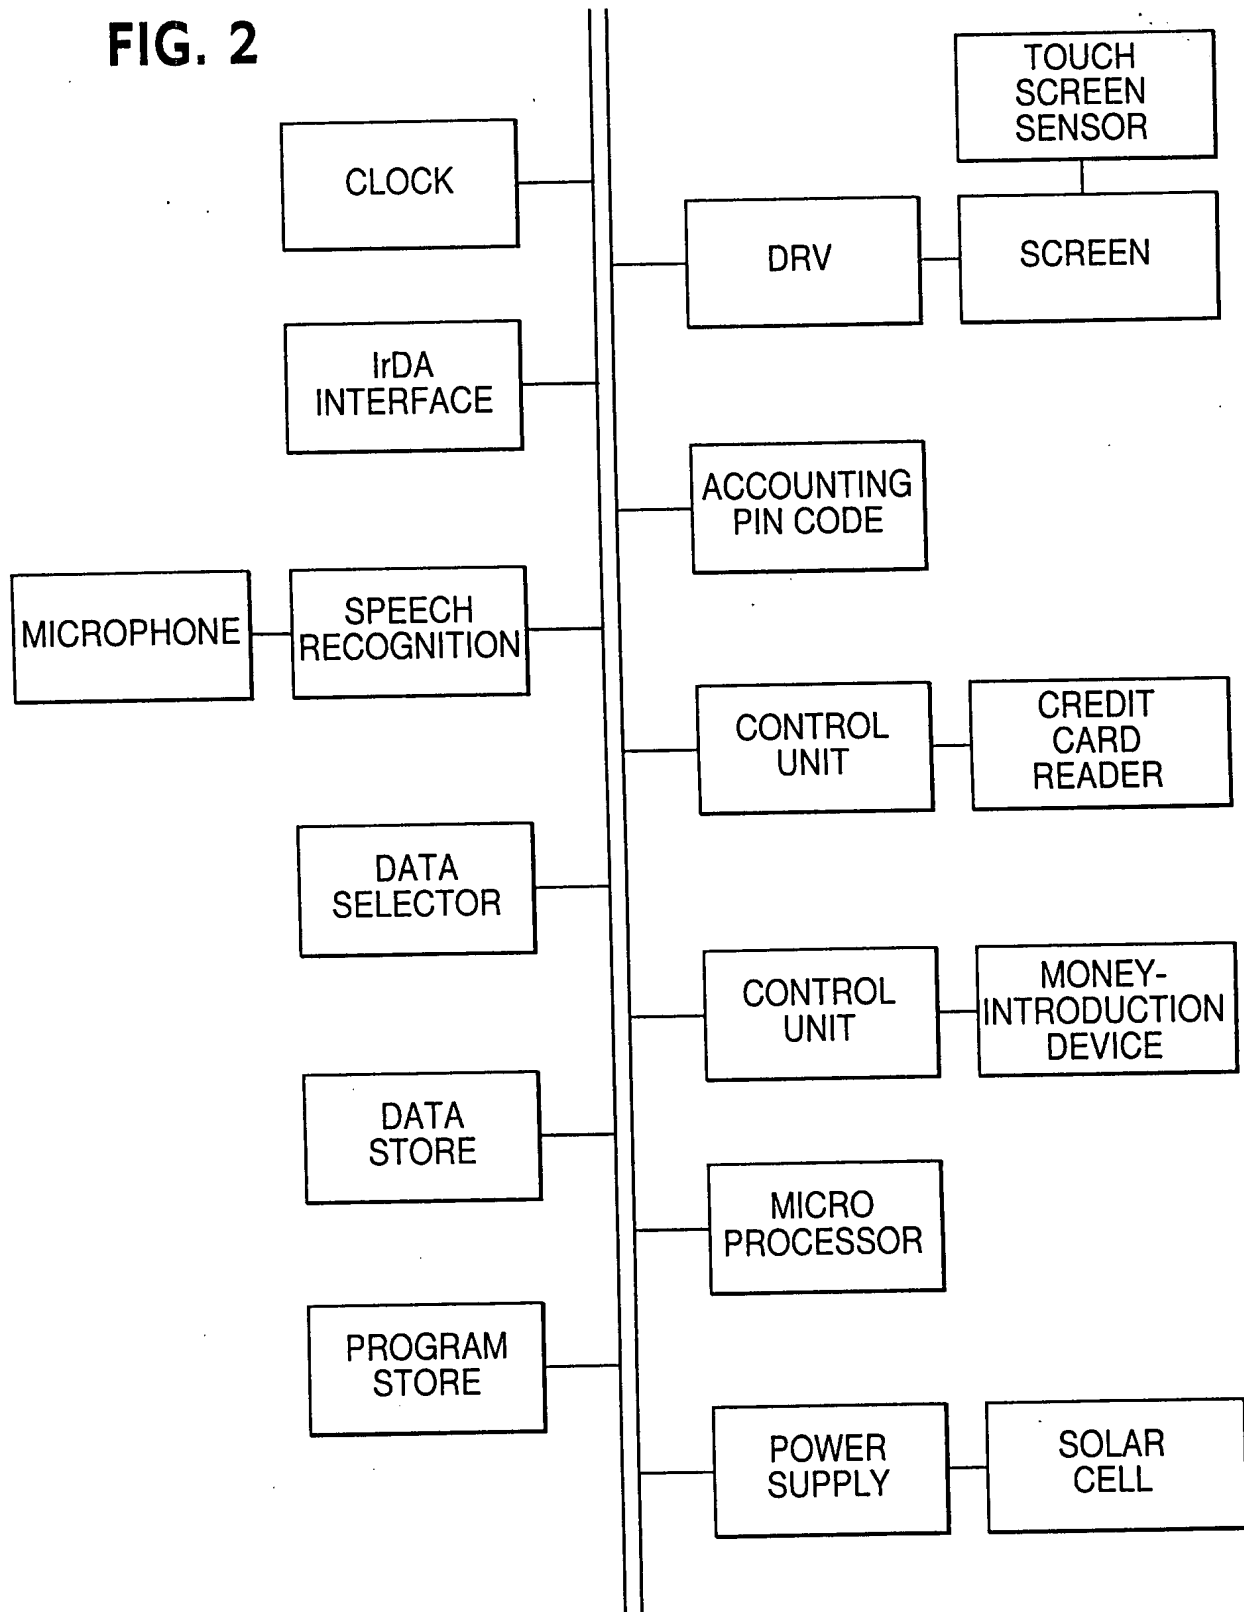 FIG. 2
TOUCH
SCREEN
SENSOR
CLOCK
DRV
SCREEN
IrDA
INTERFACE
ACCOUNTING
PIN CODE
MICROPHONE
SPEECH
RECOGNITION
CONTROL
UNIT
CREDIT
CARD
READER
DATA
SELECTOR
CONTROL
UNIT
MONEY-
INTRODUCTION
DEVICE
DATA
STORE
MICRO
PROCESSOR
PROGRAM
STORE
POWER
SUPPLY
SOLAR
CELL